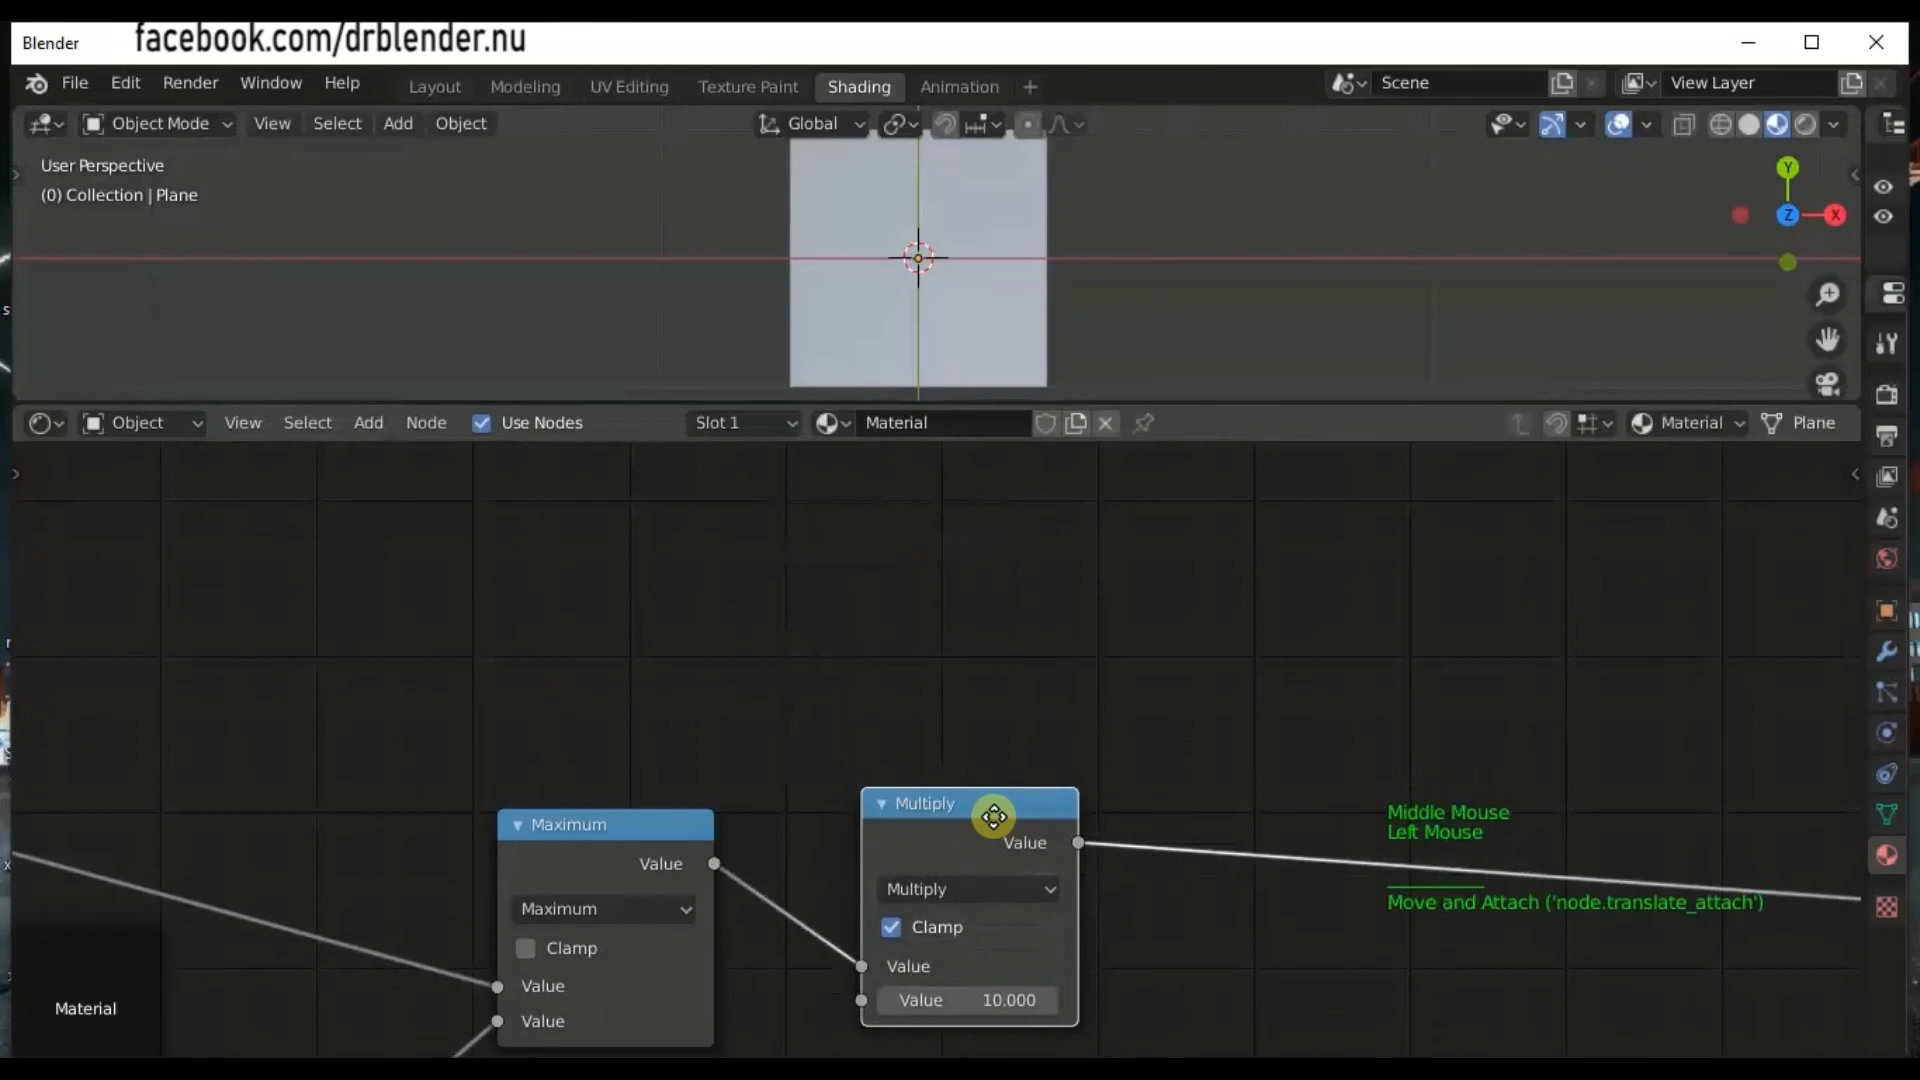 Blender
facebook.com/drblender.nu
File Edit Render Window Help Layout Modeling UV Editing Texture Paint Shading Animation + Scene View Layer
Object Mode View Select Add Object Global
User Perspective
(0) Collection | Plane
Y
Z X
Object View Select Add Node Use Nodes Slot 1 Material Material Plane
Multiply
Value
Multiply
Clamp
Value
Value 10.000
Maximum
Value
Maximum
Clamp
Value
Value
Middle Mouse
Left Mouse
Move and Attach ('node.translate_attach')
Material